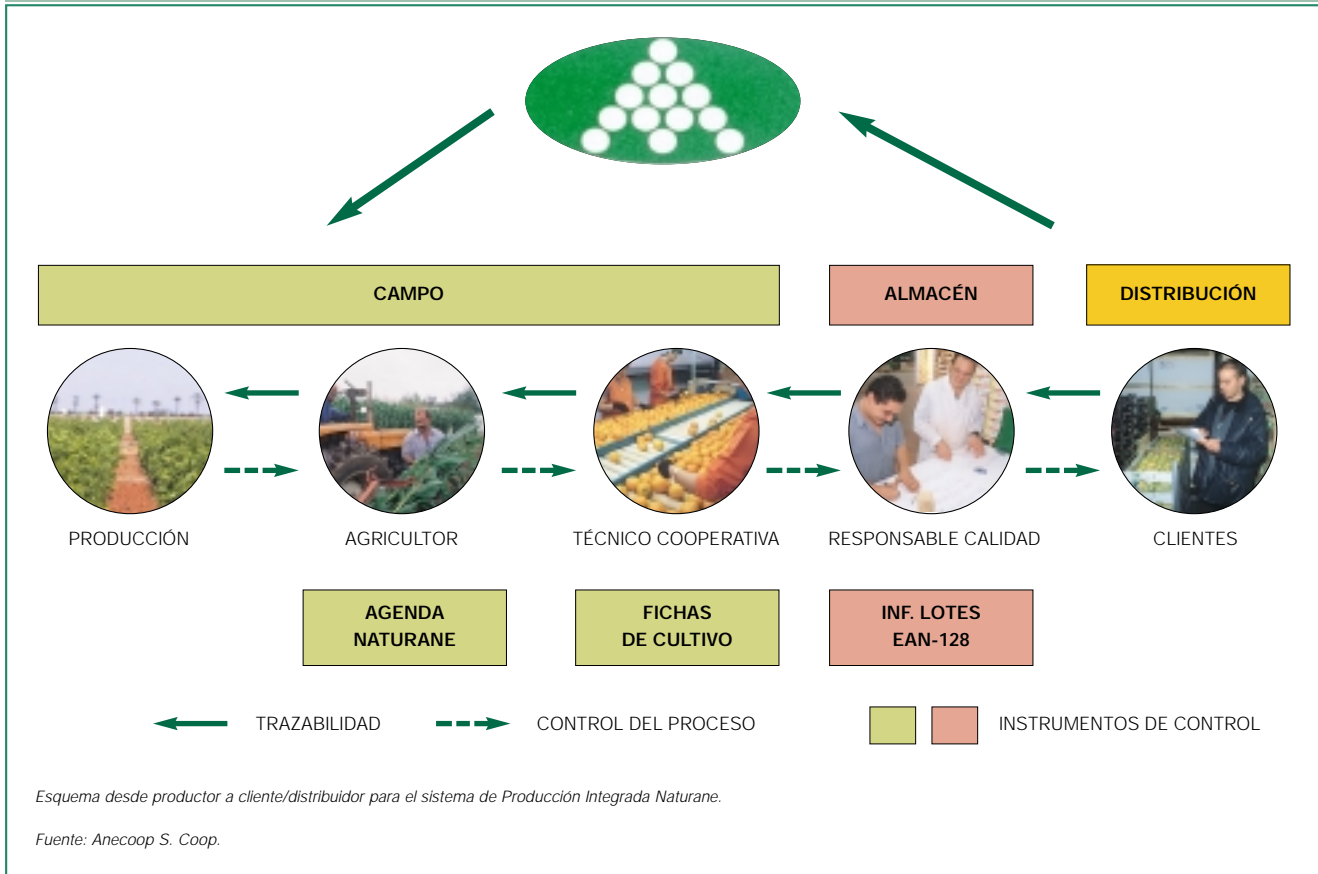 CAMPO
ALMACÉN
DISTRIBUCIÓN
PRODUCCIÓN
AGRICULTOR
TÉCNICO COOPERATIVA
RESPONSABLE CALIDAD
CLIENTES
AGENDA
NATURANE
FICHAS
DE CULTIVO
INF. LOTES
EAN-128
TRAZABILIDAD
CONTROL DEL PROCESO
INSTRUMENTOS DE CONTROL
Esquema desde productor a cliente/distribuidor para el sistema de Producción Integrada Naturane.
Fuente: Anecoop S. Coop.